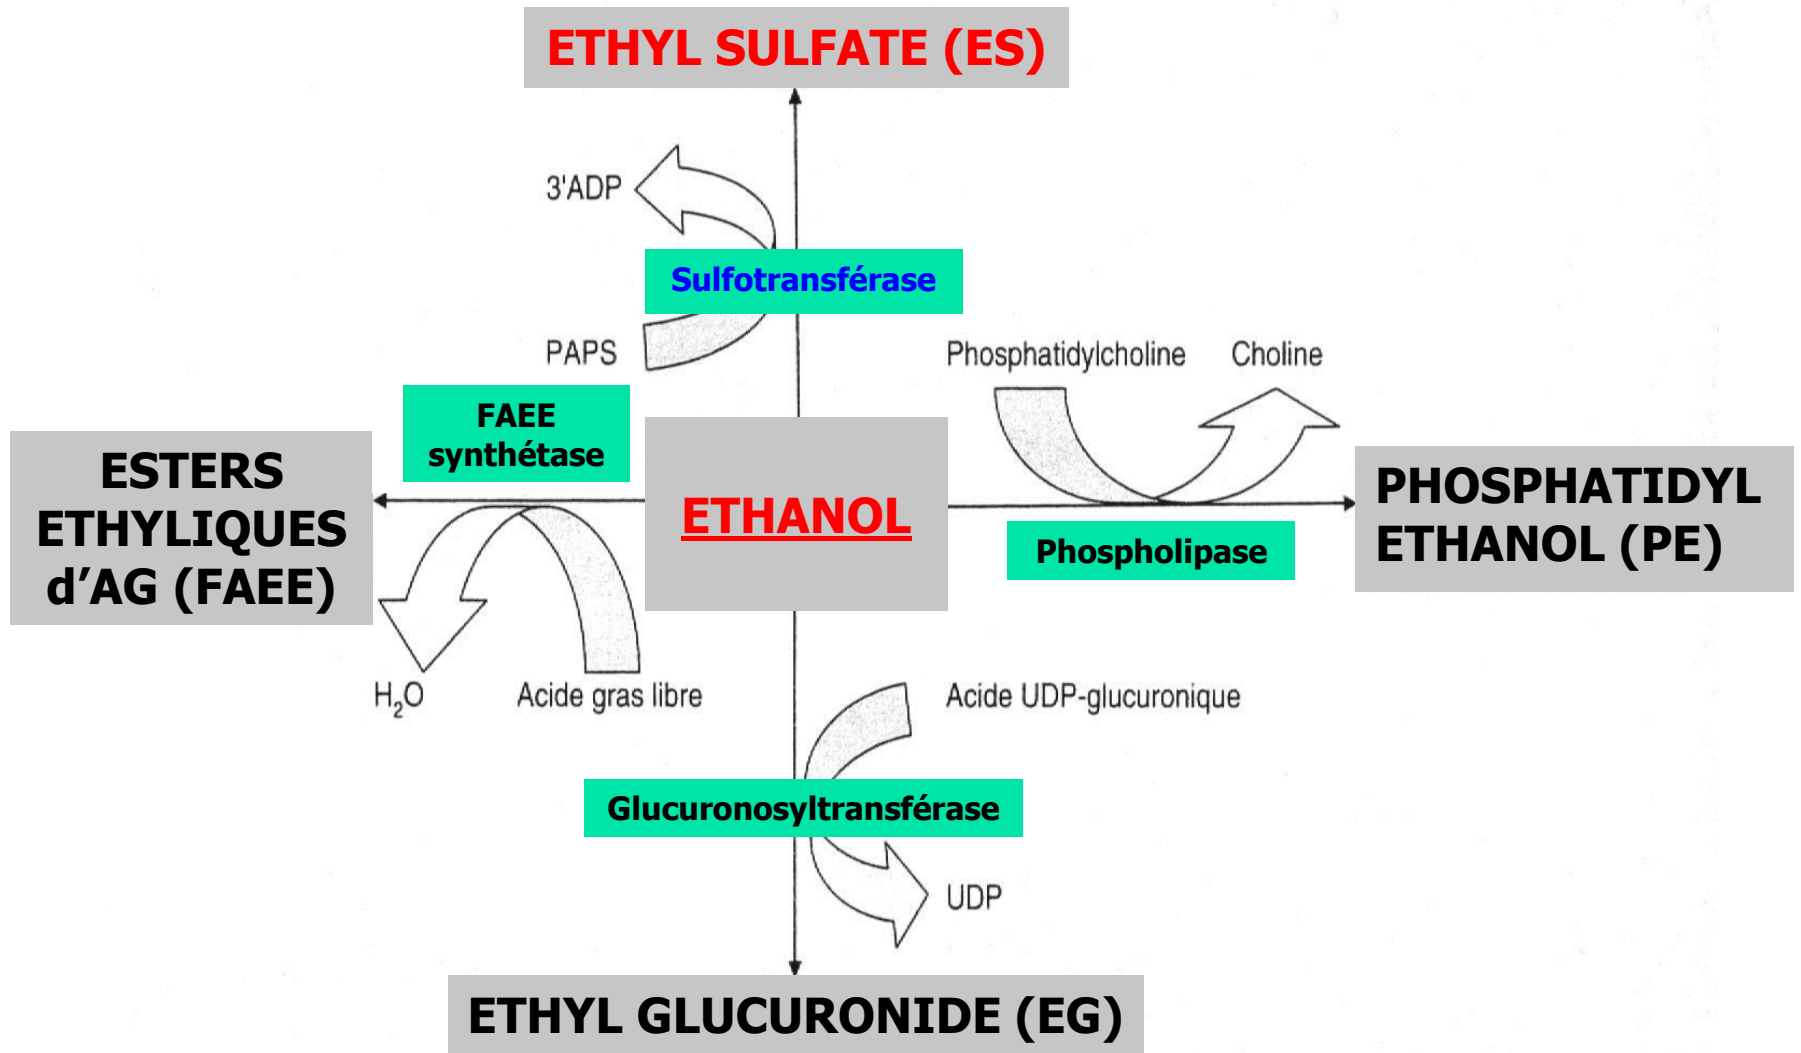 ETHYL SULFATE (ES)
3'ADP
Sulfotransférase
PAPS
Phosphatidylcholine
Choline
FAEE
synthétase
ESTERS
ETHYLIQUES
d’AG (FAEE)
ETHANOL
PHOSPHATIDYL
ETHANOL (PE)
Phospholipase
H₂O
Acide gras libre
Acide UDP-glucuronique
Glucuronosyltransférase
UDP
ETHYL GLUCURONIDE (EG)